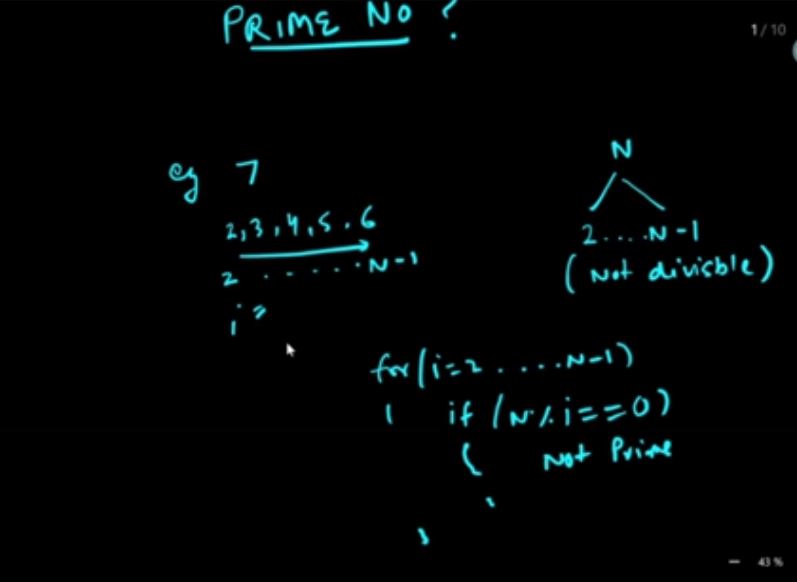 PRIME NO ?
1 / 10
eg 7
2,3,4,5.6
2 ......N-1
i =
N
2....N-1
(Not divisble)
for(i=2 ....N-1)
if (N%i==0)
{ Not Prime
}
}
43 %